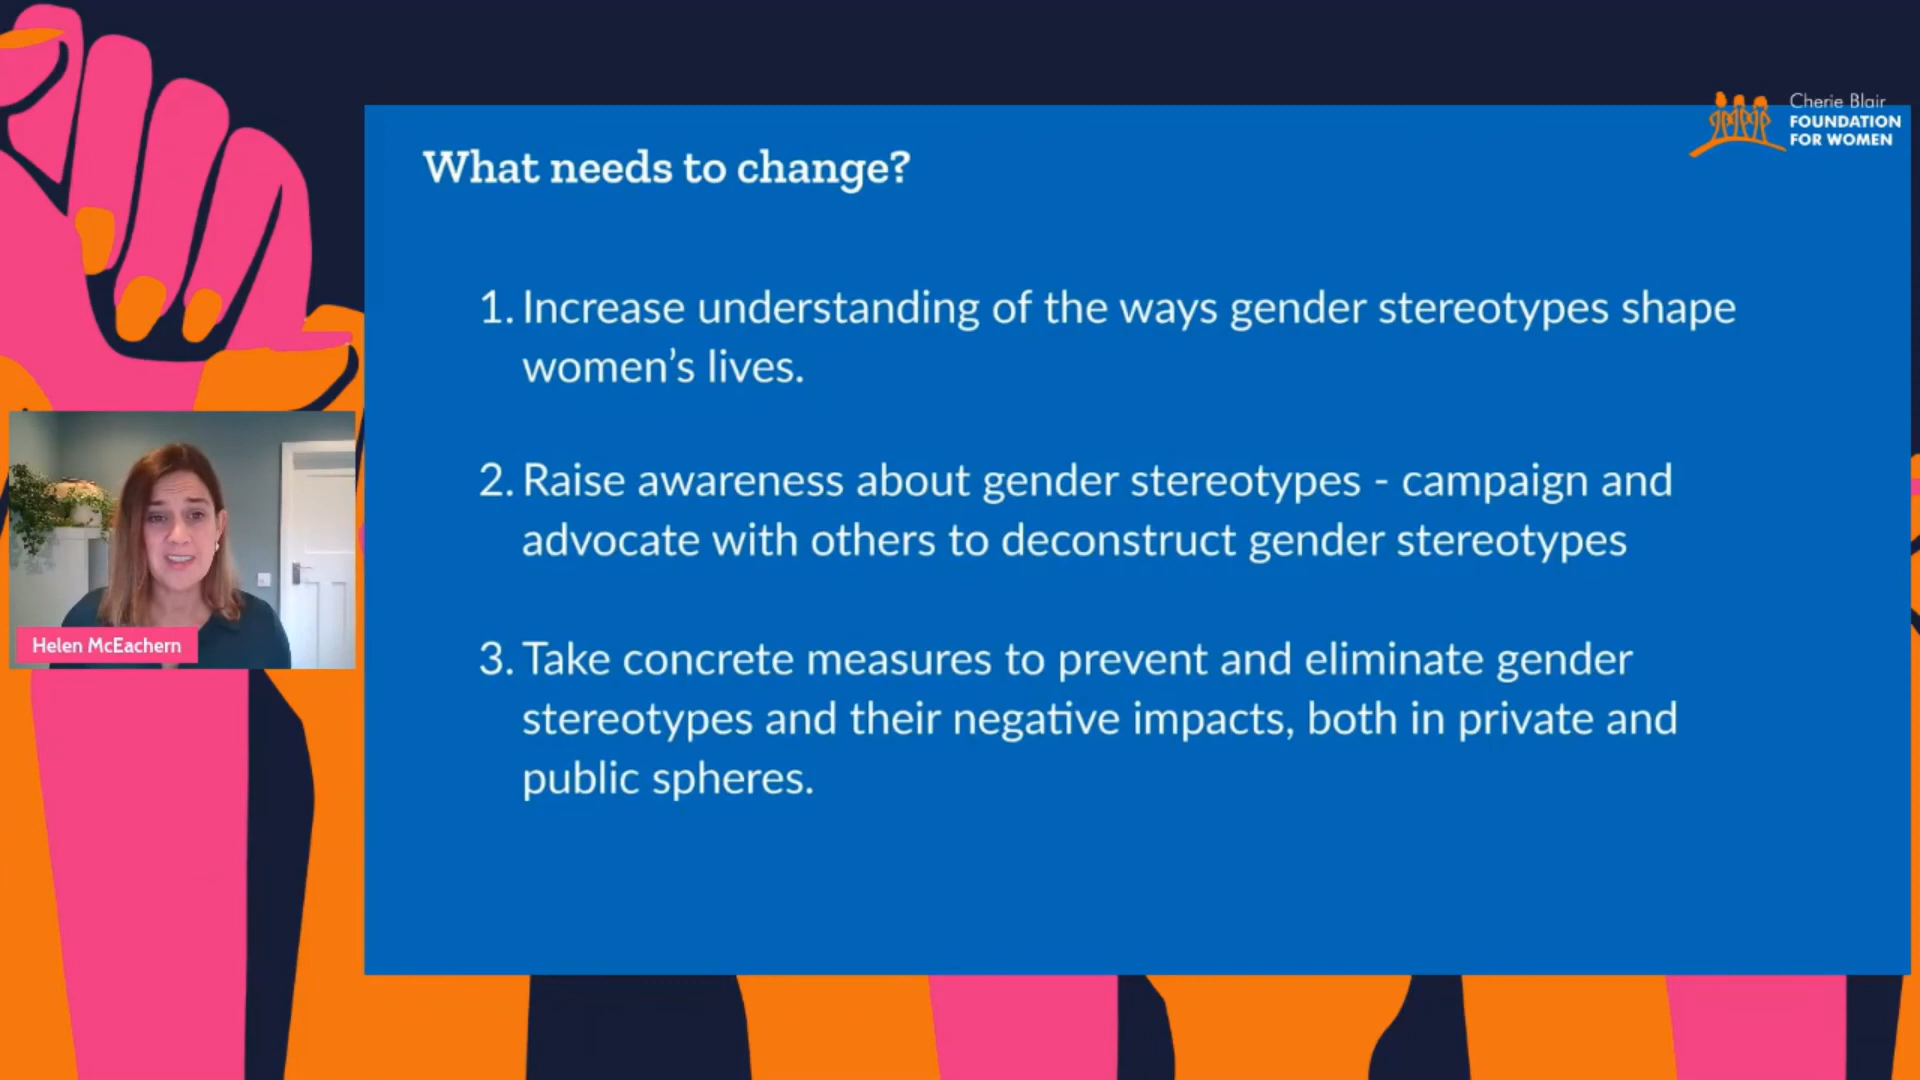 Cherie Blair
FOUNDATION
FOR WOMEN
What needs to change?
1. Increase understanding of the ways gender stereotypes shape
women's lives.
2. Raise awareness about gender stereotypes - campaign and
advocate with others to deconstruct gender stereotypes
3. Take concrete measures to prevent and eliminate gender
stereotypes and their negative impacts, both in private and
public spheres.
Helen McEachern